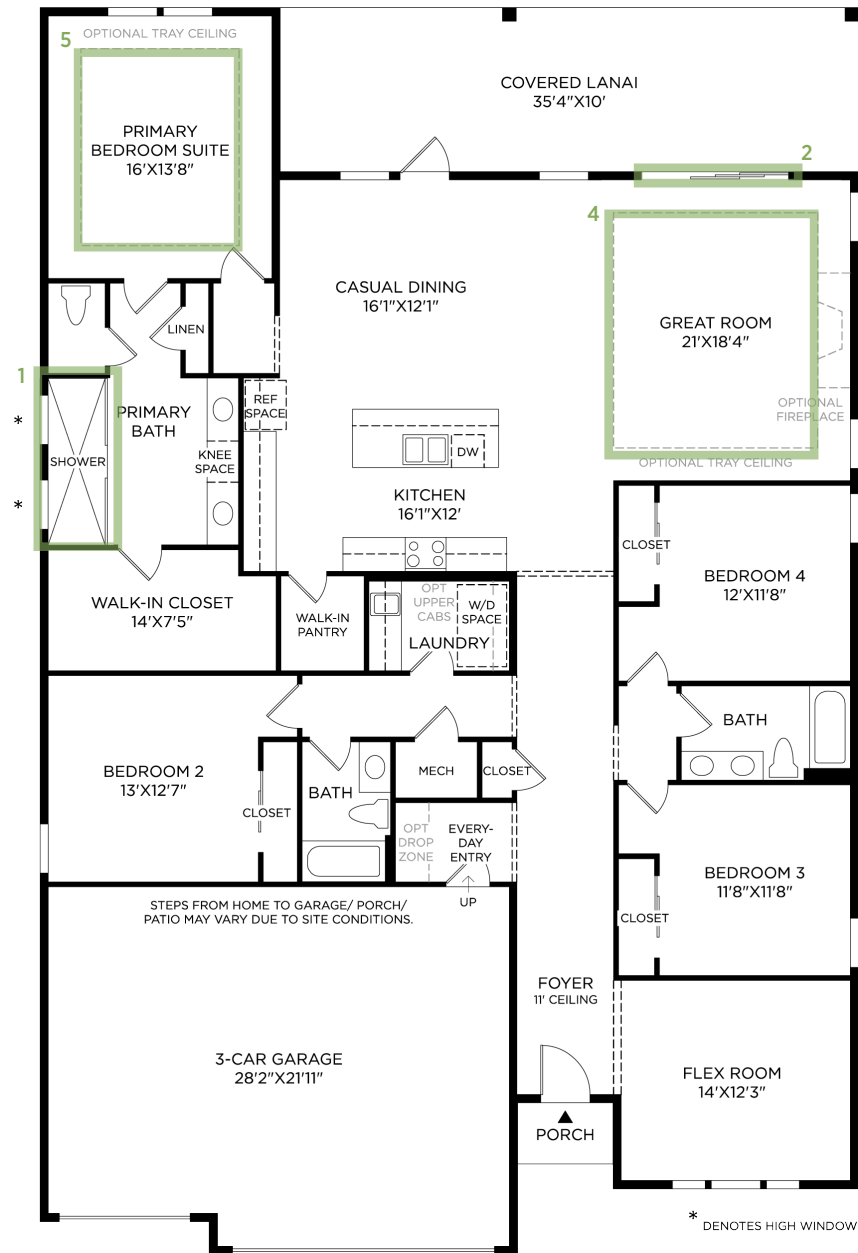 5
OPTIONAL TRAY CEILING
PRIMARY
BEDROOM SUITE
16'X13'8"
COVERED LANAI
35'4"X10'
2
4
CASUAL DINING
16'1"X12'1"
GREAT ROOM
21'X18'4"
OPTIONAL
FIREPLACE
OPTIONAL TRAY CEILING
LINEN
1
*
*
SHOWER
PRIMARY
BATH
KNEE
SPACE
REF
SPACE
DW
KITCHEN
16'1"X12'
WALK-IN CLOSET
14'X7'5"
WALK-IN
PANTRY
OPT
UPPER
CABS
W/D
SPACE
LAUNDRY
CLOSET
BEDROOM 4
12'X11'8"
BATH
BEDROOM 2
13'X12'7"
CLOSET
BATH
MECH
CLOSET
OPT
DROP
ZONE
EVERY-
DAY
ENTRY
UP
BEDROOM 3
11'8"X11'8"
CLOSET
STEPS FROM HOME TO GARAGE/ PORCH/
PATIO MAY VARY DUE TO SITE CONDITIONS.
FOYER
11' CEILING
3-CAR GARAGE
28'2"X21'11"
FLEX ROOM
14'X12'3"
PORCH
* DENOTES HIGH WINDOW